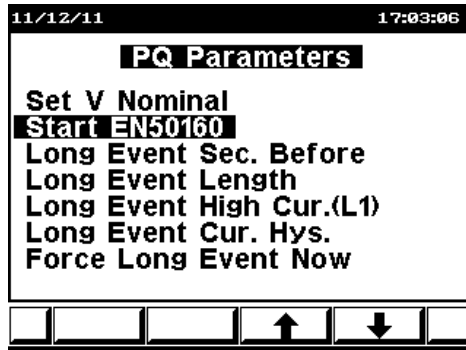 11/12/11 17:03:06
PQ Parameters
Set V Nominal
Start EN50160
Long Event Sec. Before
Long Event Length
Long Event High Cur.(L1)
Long Event Cur. Hys.
Force Long Event Now